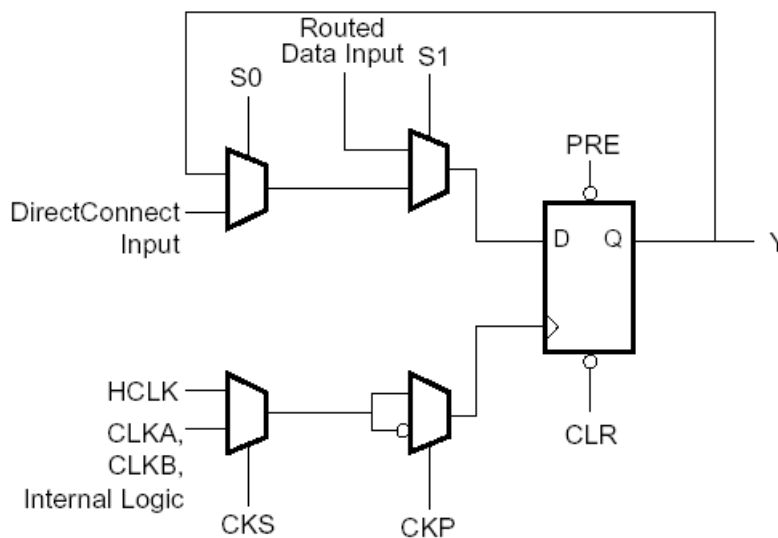 Routed
Data Input
S1
S0
PRE
DirectConnect
Input
D
Q
Y
HCLK
CLKA,
CLKB,
Internal Logic
CLR
CKS
CKP